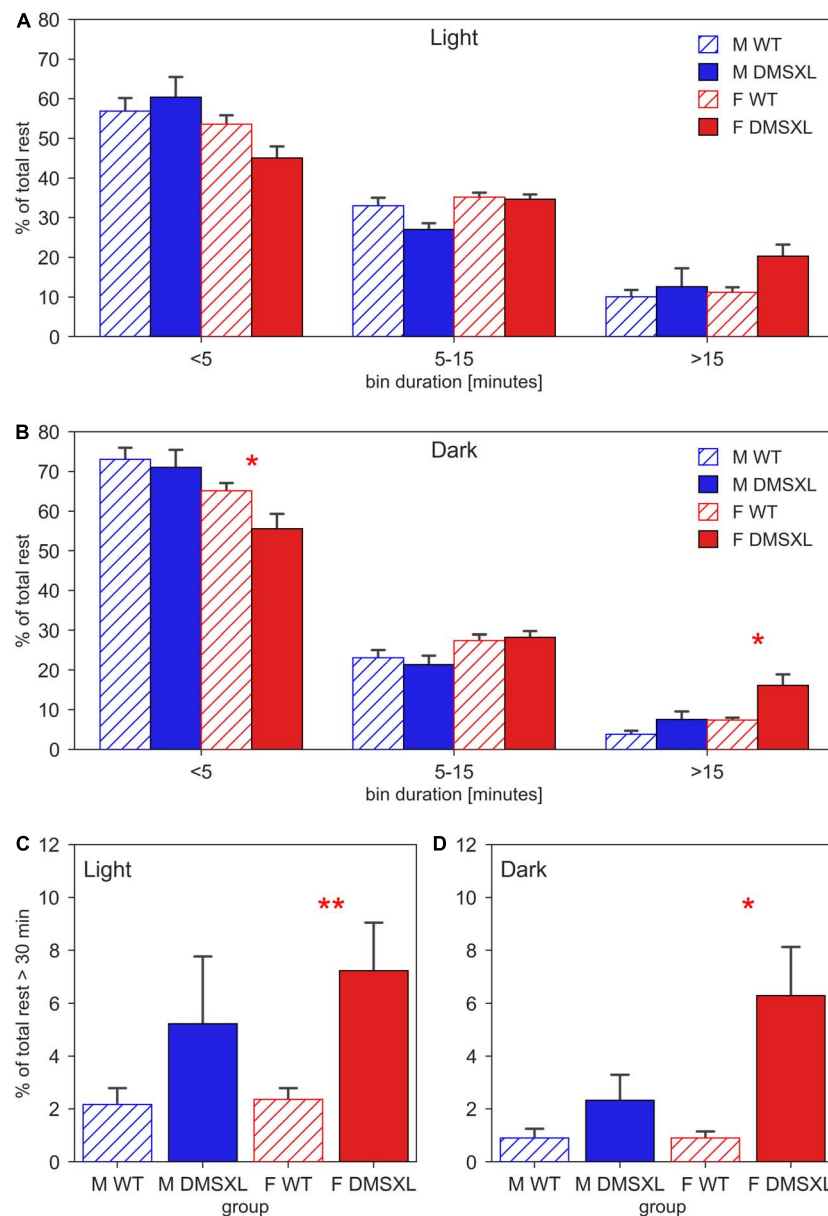 A
Light
M WT
M DMSXL
F WT
F DMSXL
% of total rest
80
70
60
50
40
30
20
10
0
<5
5-15
>15
bin duration [minutes]
B
Dark
*
*
M WT
M DMSXL
F WT
F DMSXL
% of total rest
80
70
60
50
40
30
20
10
0
<5
5-15
>15
bin duration [minutes]
C
Light
**
% of total rest > 30 min
12
10
8
6
4
2
0
M WT
M DMSXL
F WT
F DMSXL
group
D
Dark
*
12
10
8
6
4
2
0
M WT
M DMSXL
F WT
F DMSXL
group